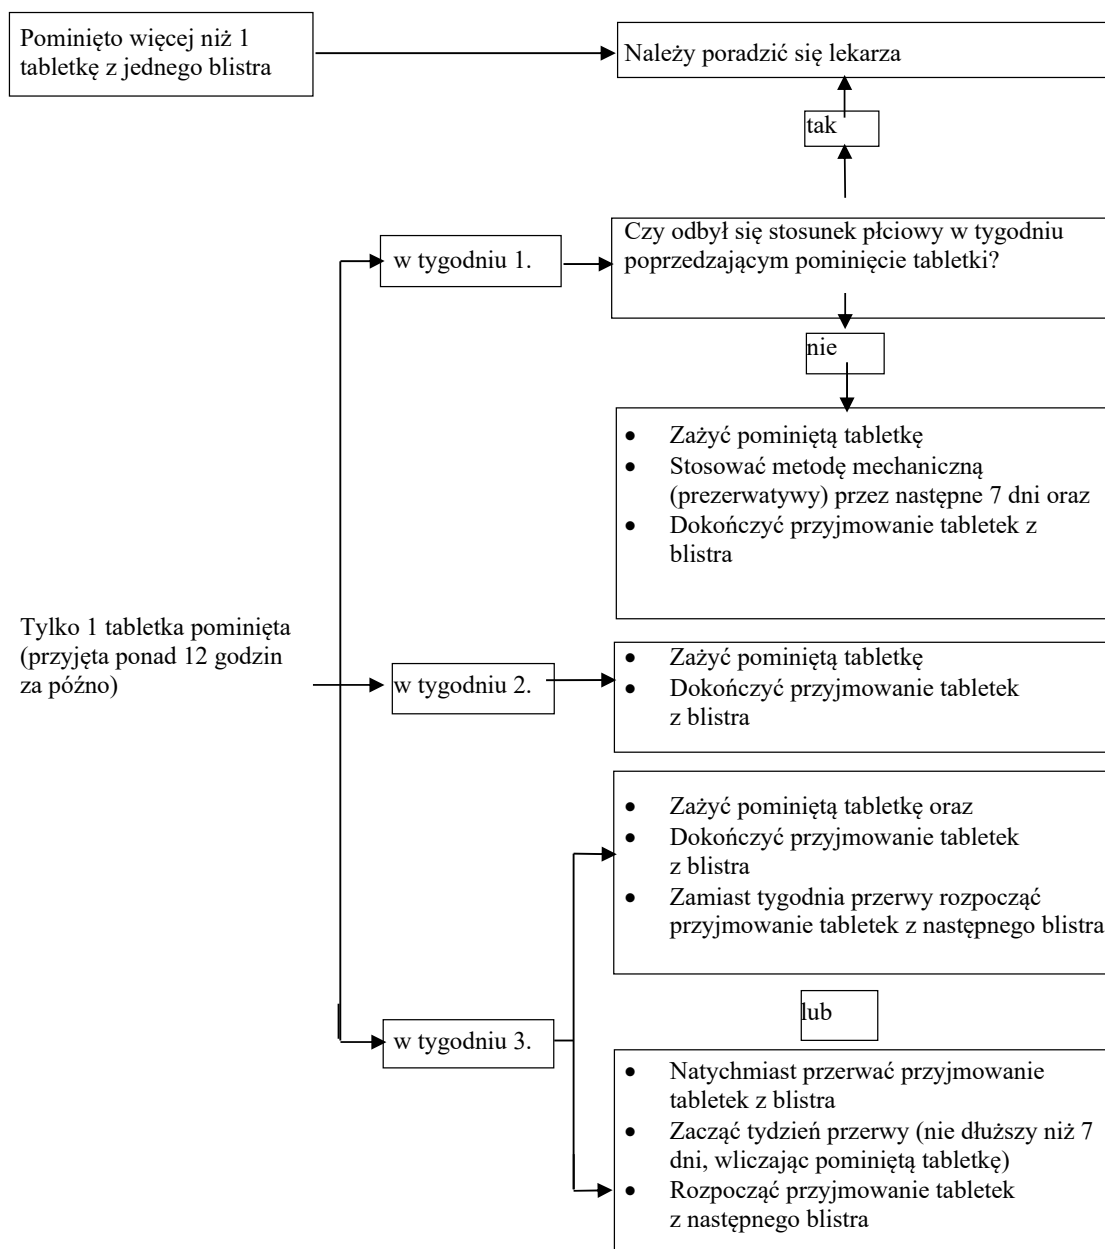 Pominięto więcej niż 1
tabletkę z jednego blistra
Należy poradzić się lekarza
tak
Czy odbył się stosunek płciowy w tygodniu
poprzedzającym pominięcie tabletki?
w tygodniu 1.
nie
• Zażyć pominiętą tabletkę
• Stosować metodę mechaniczną
(prezerwatywy) przez następne 7 dni oraz
• Dokończyć przyjmowanie tabletek z
blistra
Tylko 1 tabletka pominięta
(przyjęta ponad 12 godzin
za późno)
w tygodniu 2.
• Zażyć pominiętą tabletkę
• Dokończyć przyjmowanie tabletek
z blistra
• Zażyć pominiętą tabletkę oraz
• Dokończyć przyjmowanie tabletek
z blistra
• Zamiast tygodnia przerwy rozpocząć
przyjmowanie tabletek z następnego blistra
lub
w tygodniu 3.
• Natychmiast przerwać przyjmowanie
tabletek z blistra
• Zacząć tydzień przerwy (nie dłuższy niż 7
dni, wliczając pominiętą tabletkę)
• Rozpocząć przyjmowanie tabletek
z następnego blistra